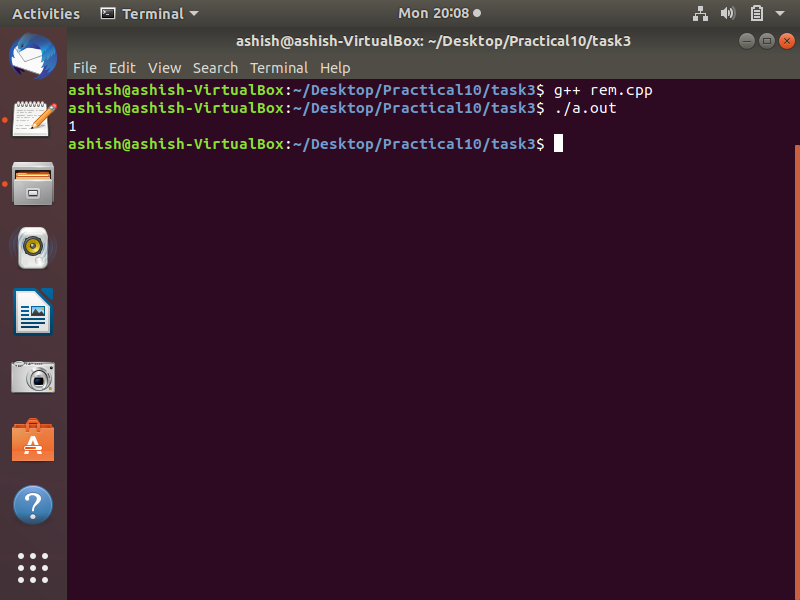 Activities Terminal Mon 20:08
ashish@ashish-VirtualBox: ~/Desktop/Practical10/task3
File Edit View Search Terminal Help
ashish@ashish-VirtualBox:~/Desktop/Practical10/task3$ g++ rem.cpp
ashish@ashish-VirtualBox:~/Desktop/Practical10/task3$ ./a.out
1
ashish@ashish-VirtualBox:~/Desktop/Practical10/task3$